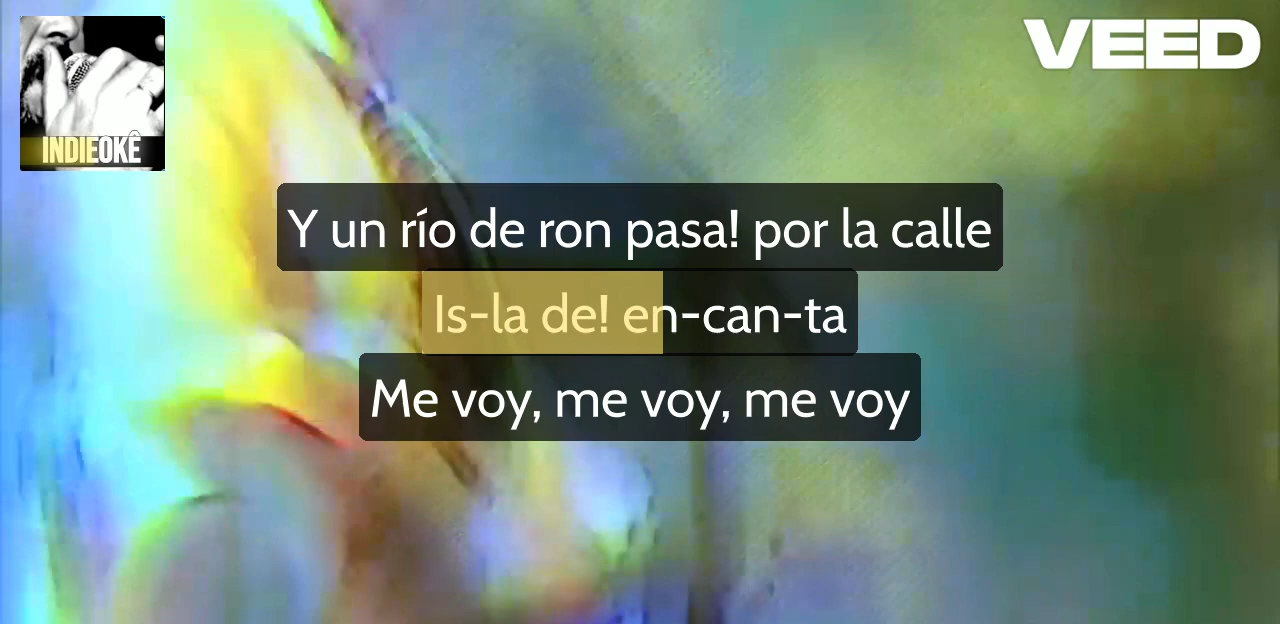 VEED
INDIEOKÊ
Y un río de ron pasa! por la calle
Is-la de! en-can-ta
Me voy, me voy, me voy